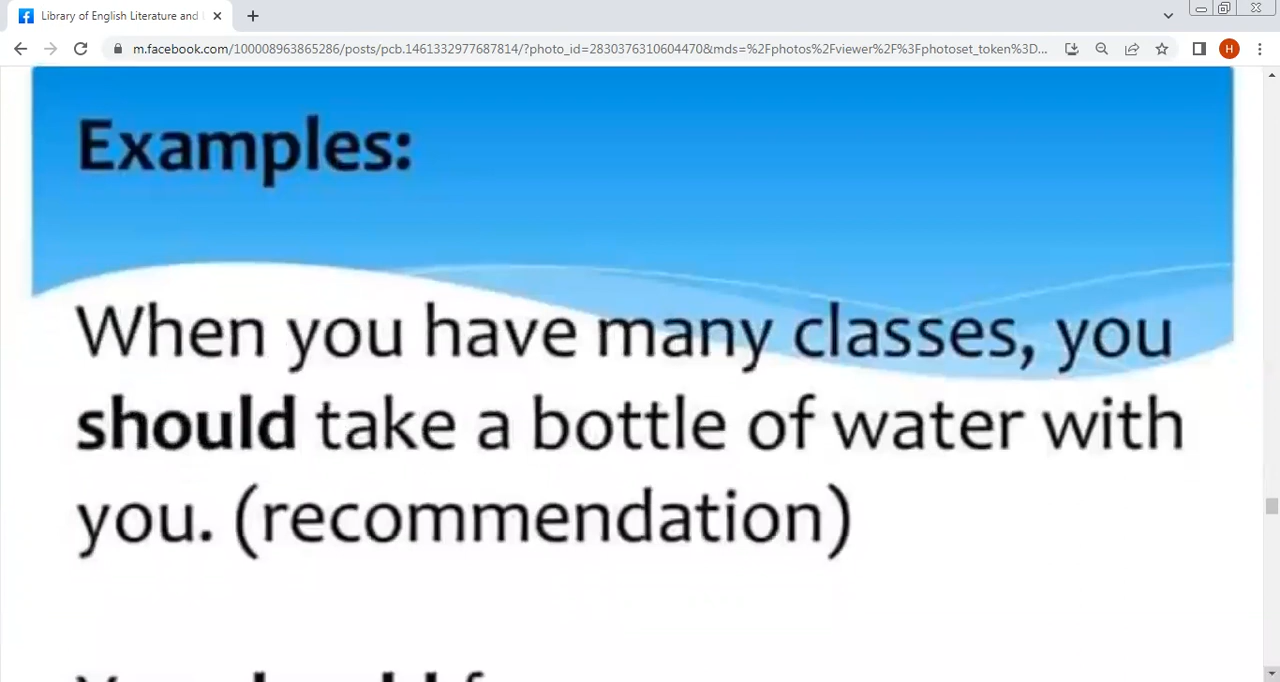 Library of English Literature and
m.facebook.com/100008963865286/posts/pcb.1461332977687814/?photo_id=2830376310604470&mds=%2Fphotos%2Fviewer%2F%3Fphotoset_token%3D...
H
Examples:
When you have many classes, you
should take a bottle of water with
you. (recommendation)